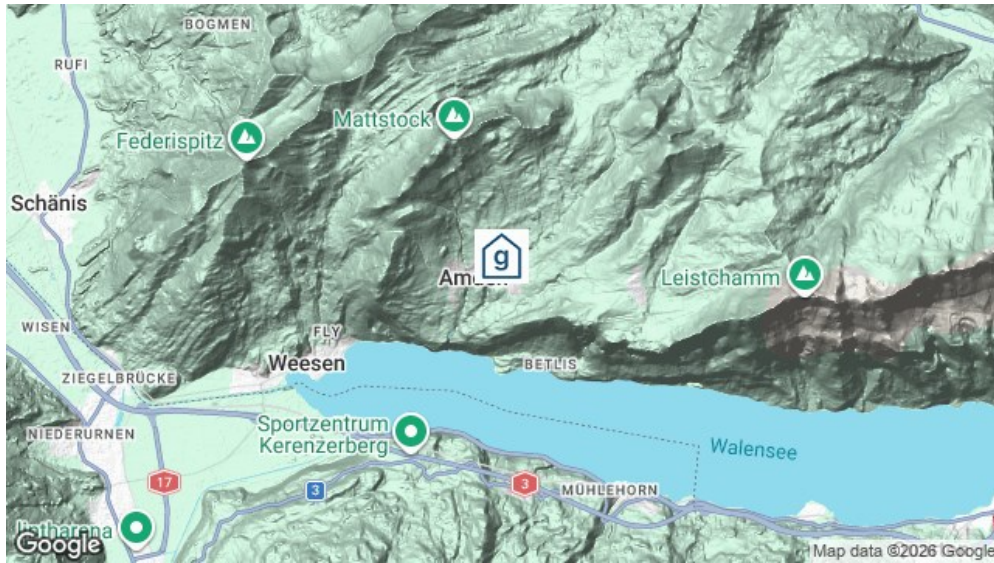 BOGMEN
RUFI
Mattstock
Federispitz
Schänis
g
Leistchamm
WISEN
FLY
Weesen
BETLIS
ZIEGELBRÜCKE
Sportzentrum
Kerenzerberg
NIEDERURNEN
Walensee
17
3
3
MÜHLEHORN
Google
Map data ©2026 Google